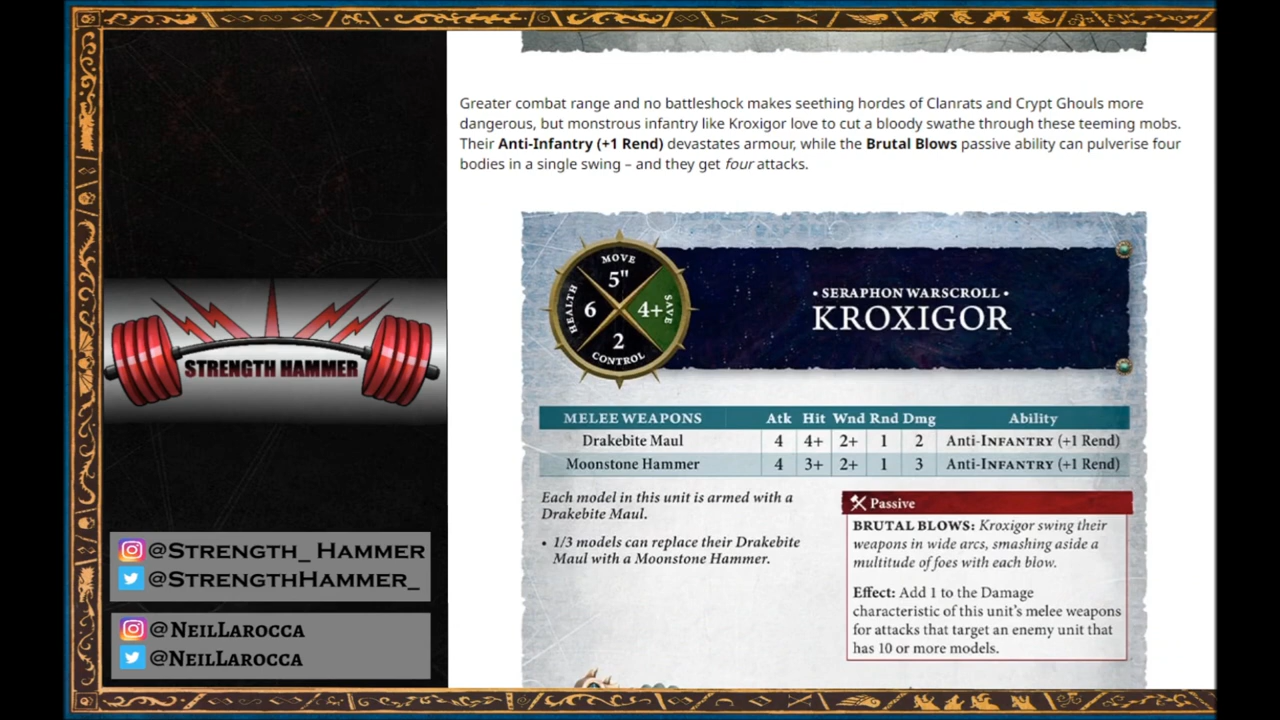 Greater combat range and no battleshock makes seething hordes of Clanrats and Crypt Ghouls more
dangerous, but monstrous infantry like Kroxigor love to cut a bloody swathe through these teeming mobs.
Their Anti-Infantry (+1 Rend) devastates armour, while the Brutal Blows passive ability can pulverise four
bodies in a single swing – and they get four attacks.
MOVE
5"
HEALTH
6
4+
SAVE
2
CONTROL
• SERAPHON WARSCROLL •
KROXIGOR
MELEE WEAPONS Atk Hit Wnd Rnd Dmg Ability
Drakebite Maul 4 4+ 2+ 1 2 Anti-INFANTRY (+1 Rend)
Moonstone Hammer 4 3+ 2+ 1 3 Anti-INFANTRY (+1 Rend)
Each model in this unit is armed with a
Drakebite Maul.
• 1/3 models can replace their Drakebite
Maul with a Moonstone Hammer.
Passive
BRUTAL BLOWS: Kroxigor swing their
weapons in wide arcs, smashing aside a
multitude of foes with each blow.
Effect: Add 1 to the Damage
characteristic of this unit's melee weapons
for attacks that target an enemy unit that
has 10 or more models.
STRENGTH HAMMER
@STRENGTH_HAMMER
@STRENGTHHAMMER_
@NEILLAROCCA
@NEILLAROCCA